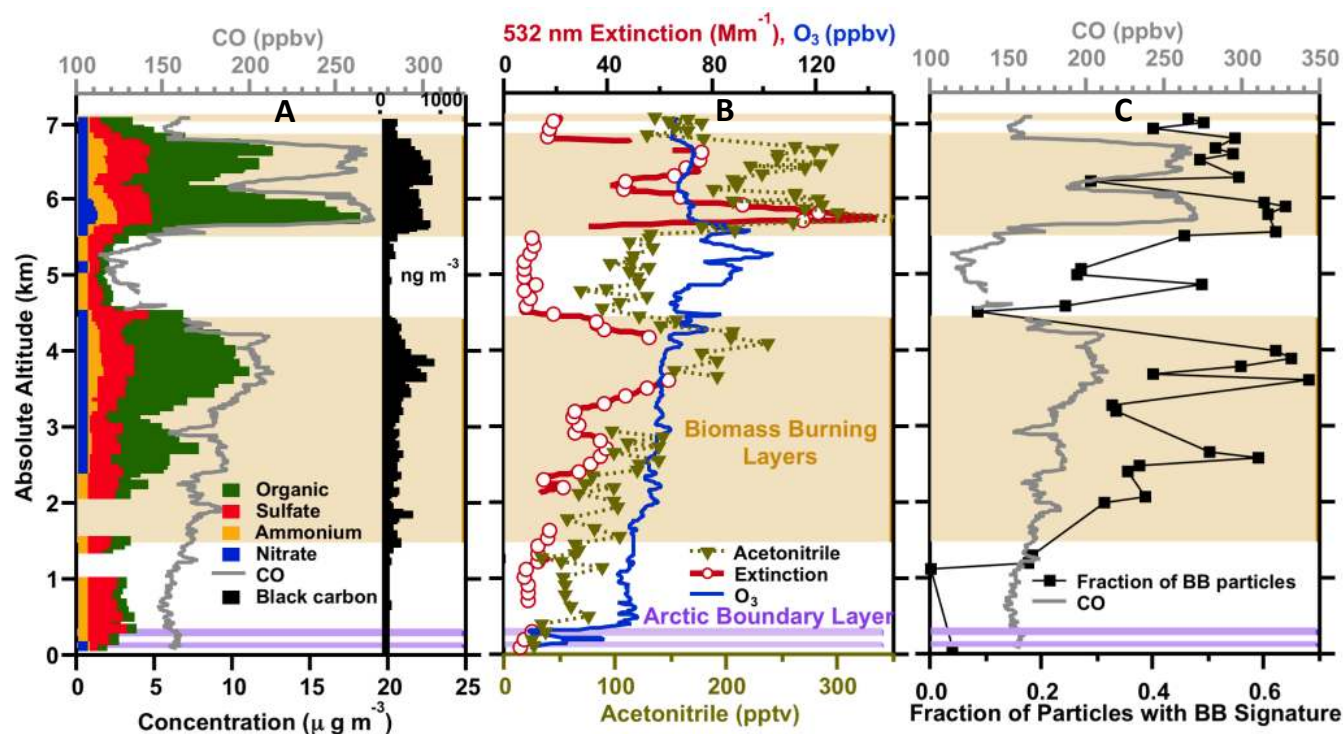 CO (ppbv)
100 150 200 250 300
0 1000
A
7
6
5
4
3
2
1
0
Absolute Altitude (km)
ng m-3
Organic
Sulfate
Ammonium
Nitrate
CO
Black carbon
0 5 10 15 20 25
Concentration (μ g m-3)
532 nm Extinction (Mm-1), O3 (ppbv)
0 40 80 120
B
Biomass Burning
Layers
Acetonitrile
Extinction
O3
Arctic Boundary Layer
0 100 200 300
Acetonitrile (pptv)
CO (ppbv)
100 150 200 250 300 350
C
Fraction of BB particles
CO
0.0 0.2 0.4 0.6
Fraction of Particles with BB Signature